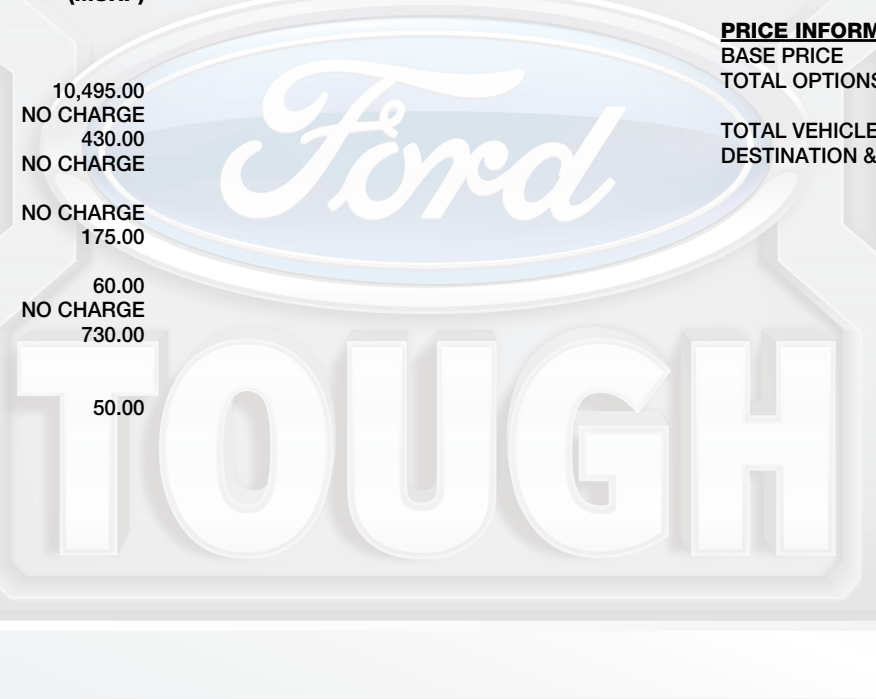 (MSRP)
10,495.00
NO CHARGE
430.00
NO CHARGE
NO CHARGE
175.00
60.00
NO CHARGE
730.00
50.00
PRICE INFORM
BASE PRICE
TOTAL OPTIONS
TOTAL VEHICLE
DESTINATION &
Ford
TOUGH